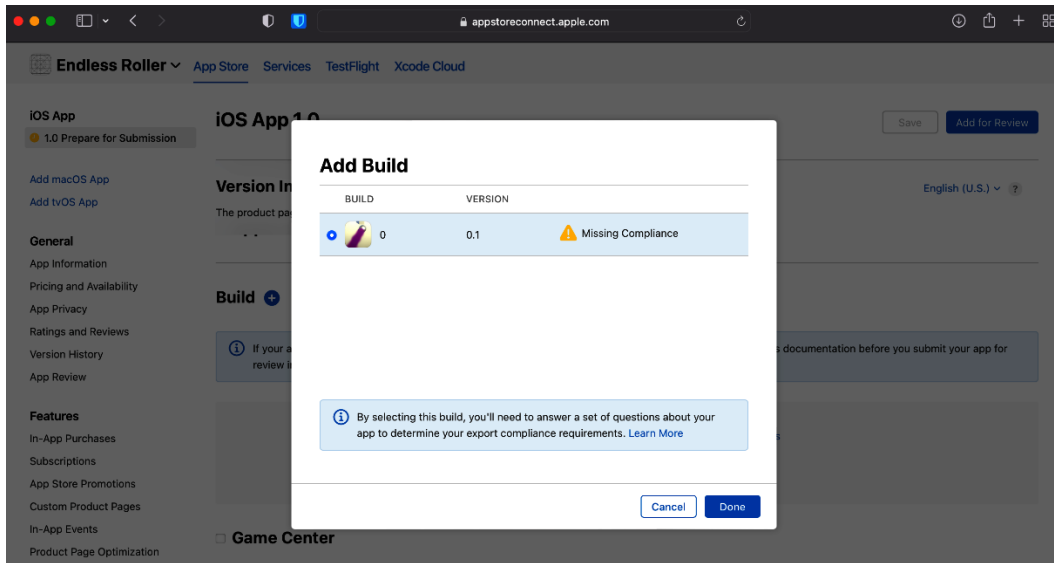 appstoreconnect.apple.com
Endless Roller
App Store Services TestFlight Xcode Cloud
iOS App
1.0 Prepare for Submission
Add macOS App
Add tvOS App
General
App Information
Pricing and Availability
App Privacy
Ratings and Reviews
Version History
App Review
Features
In-App Purchases
Subscriptions
App Store Promotions
Custom Product Pages
In-App Events
Product Page Optimization
iOS App 1.0
Save Add for Review
Version In
English (U.S.) ?
The product pa
Build
If your a
s documentation before you submit your app for
review i
Game Center
Add Build
BUILD VERSION
0 0.1 Missing Compliance
By selecting this build, you'll need to answer a set of questions about your
app to determine your export compliance requirements. Learn More
Cancel Done